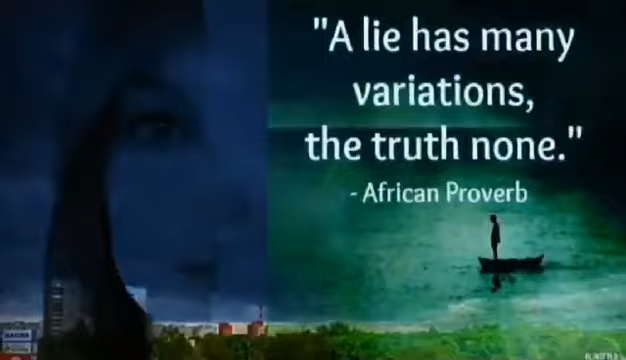 "A lie has many
variations,
the truth none."
- African Proverb